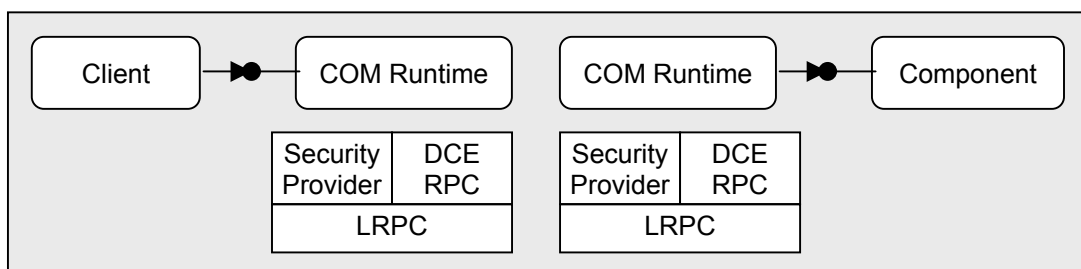 Client
COM Runtime
COM Runtime
Component
Security
Provider
DCE
RPC
Security
Provider
DCE
RPC
LRPC
LRPC